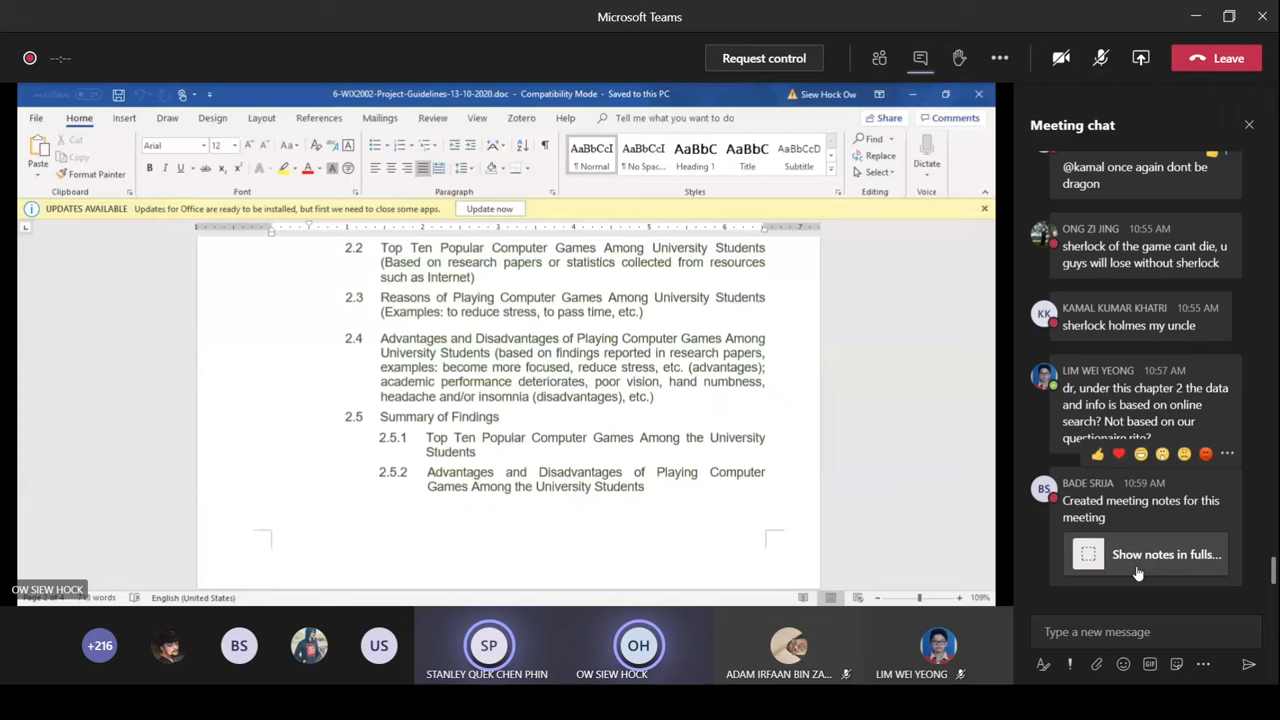 Microsoft Teams
--:--
Request control
Leave
AutoSave
6-WIX2002-Project-Guidelines-13-10-2020.doc - Compatibility Mode - Saved to this PC
Siew Hock Ow
File Home Insert Draw Design Layout References Mailings Review View Zotero Help Tell me what you want to do Share Comments
Paste
Cut
Copy
Format Painter
Arial 12
AaBbCcI AaBbCcI AaBbC AaBbC AaBbCcI
¶ Normal ¶ No Spac... Heading 1 Title Subtitle
Find
Replace
Select
Dictate
Clipboard Font Paragraph Styles Editing Voice
UPDATES AVAILABLE Updates for Office are ready to be installed, but first we need to close some apps. Update now
1 2 3 4 5 6 7
2.2 Top Ten Popular Computer Games Among University Students
(Based on research papers or statistics collected from resources
such as Internet)
2.3 Reasons of Playing Computer Games Among University Students
(Examples: to reduce stress, to pass time, etc.)
2.4 Advantages and Disadvantages of Playing Computer Games Among
University Students (based on findings reported in research papers,
examples: become more focused, reduce stress, etc. (advantages);
academic performance deteriorates, poor vision, hand numbness,
headache and/or insomnia (disadvantages), etc.)
2.5 Summary of Findings
2.5.1 Top Ten Popular Computer Games Among the University
Students
2.5.2 Advantages and Disadvantages of Playing Computer
Games Among the University Students
OW SIEW HOCK
English (United States)
109%
Meeting chat
@kamal once again dont be
dragon
ONG ZI JING 10:55 AM
sherlock of the game cant die, u
guys will lose without sherlock
KK
KAMAL KUMAR KHATRI 10:55 AM
sherlock holmes my uncle
LIM WEI YEONG 10:57 AM
dr, under this chapter 2 the data
and info is based on online
search? Not based on our
questionaire rite?
BS
BADE SRIJA 10:59 AM
Created meeting notes for this
meeting
Show notes in fulls...
Type a new message
+216 BS US SP OH
STANLEY QUEK CHEN PHIN OW SIEW HOCK ADAM IRFAAN BIN ZA... LIM WEI YEONG